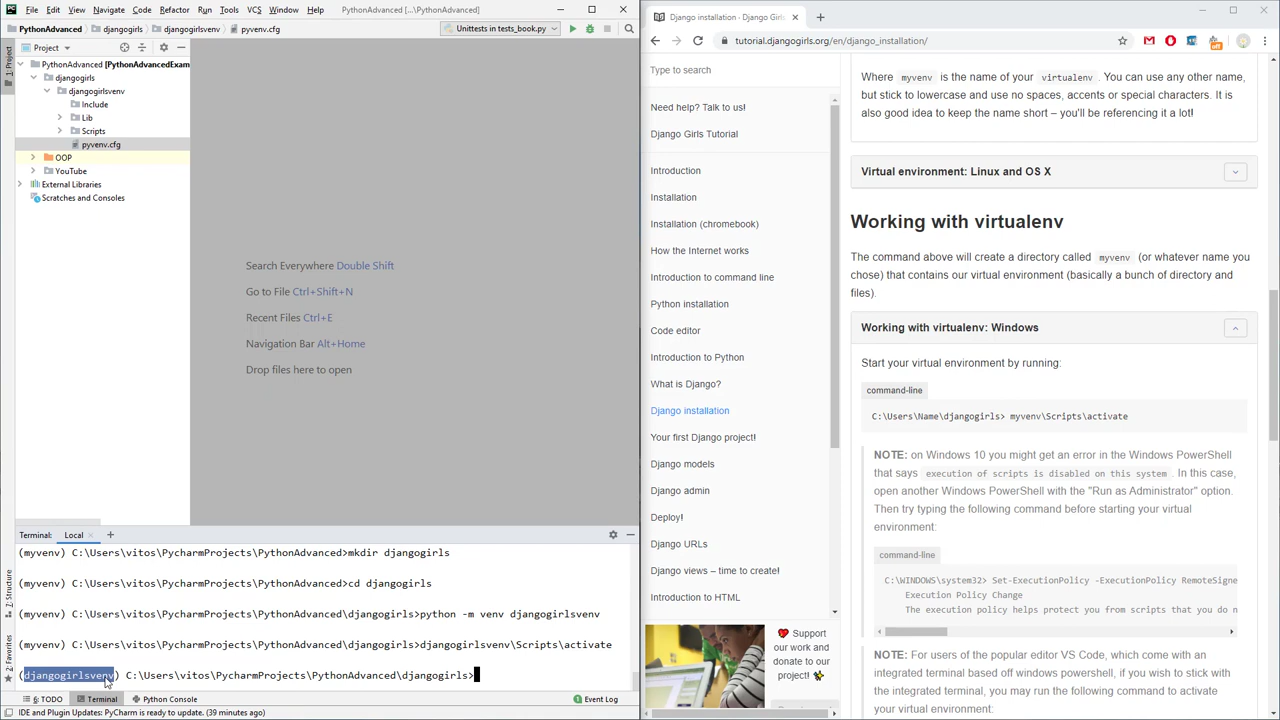 File Edit View Navigate Code Refactor Run Tools VCS Window Help PythonAdvanced [...\PythonAdvanced]
PythonAdvanced djangogirls djangogirlsvenv pyvenv.cfg Unittests in tests_book.py
1: Project
Project
PythonAdvanced [PythonAdvancedExam
djangogirls
djangogirlsvenv
Include
Lib
Scripts
pyvenv.cfg
OOP
YouTube
External Libraries
Scratches and Consoles
Search Everywhere Double Shift
Go to File Ctrl+Shift+N
Recent Files Ctrl+E
Navigation Bar Alt+Home
Drop files here to open
Terminal: Local
(myvenv) C:\Users\vitos\PycharmProjects\PythonAdvanced>mkdir djangogirls
(myvenv) C:\Users\vitos\PycharmProjects\PythonAdvanced>cd djangogirls
(myvenv) C:\Users\vitos\PycharmProjects\PythonAdvanced\djangogirls>python -m venv djangogirlsvenv
(myvenv) C:\Users\vitos\PycharmProjects\PythonAdvanced\djangogirls>djangogirlsvenv\Scripts\activate
(djangogirlsvenv) C:\Users\vitos\PycharmProjects\PythonAdvanced\djangogirls>
Z: Structure
2: Favorites
6: TODO Terminal Python Console Event Log
IDE and Plugin Updates: PyCharm is ready to update. (39 minutes ago)
Django installation · Django Girls
tutorial.djangogirls.org/en/django_installation/
off
Type to search
Need help? Talk to us!
Django Girls Tutorial
Introduction
Installation
Installation (chromebook)
How the Internet works
Introduction to command line
Python installation
Code editor
Introduction to Python
What is Django?
Django installation
Your first Django project!
Django models
Django admin
Deploy!
Django URLs
Django views – time to create!
Introduction to HTML
Support
our work and
donate to our
project!
Where myvenv is the name of your virtualenv . You can use any other name,
but stick to lowercase and use no spaces, accents or special characters. It is
also good idea to keep the name short – you'll be referencing it a lot!
Virtual environment: Linux and OS X
Working with virtualenv
The command above will create a directory called myvenv (or whatever name you
chose) that contains our virtual environment (basically a bunch of directory and
files).
Working with virtualenv: Windows
Start your virtual environment by running:
command-line
C:\Users\Name\djangogirls> myvenv\Scripts\activate
NOTE: on Windows 10 you might get an error in the Windows PowerShell
that says execution of scripts is disabled on this system . In this case,
open another Windows PowerShell with the "Run as Administrator" option.
Then try typing the following command before starting your virtual
environment:
command-line
C:\WINDOWS\system32> Set-ExecutionPolicy -ExecutionPolicy RemoteSigne
Execution Policy Change
The execution policy helps protect you from scripts that you do n
NOTE: For users of the popular editor VS Code, which come with an
integrated terminal based off windows powershell, if you wish to stick with
the integrated terminal, you may run the following command to activate
your virtual environment: